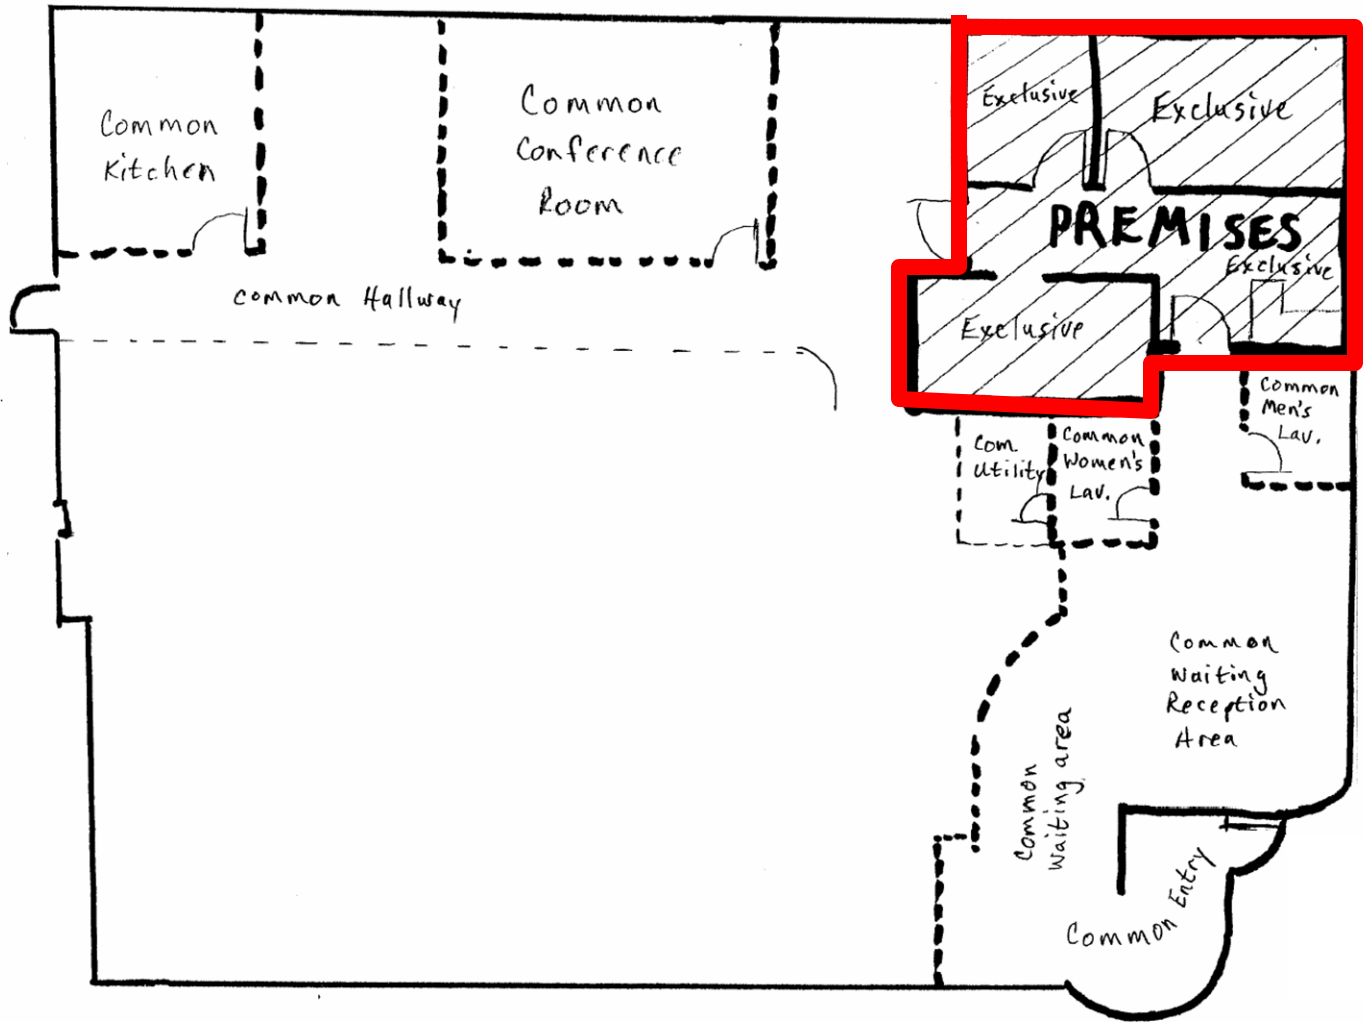 Common
Kitchen
Common
Conference
Room
Exclusive
Exclusive
PREMISES
Exclusive
Exclusive
Common Hallway
Com
Utility
Common
Women's
Lav.
Common
Men's
Lav.
Common
Waiting
Reception
Area
Common
Waiting area
Common Entry